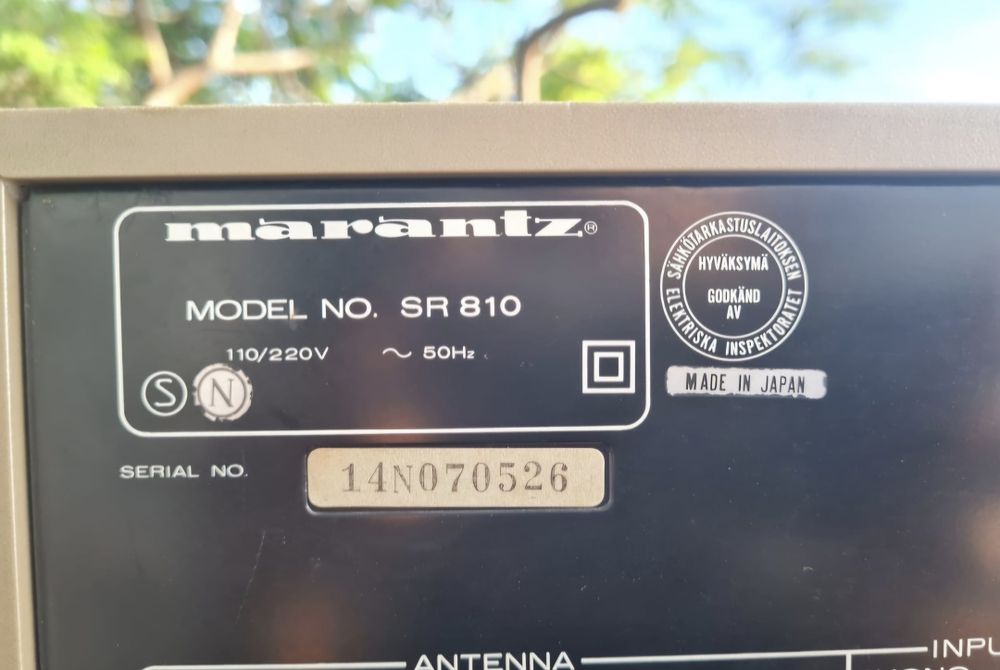 marantz®
MODEL NO. SR 810
110/220V ~ 50Hz
S N
SERIAL NO. 14N070526
SÄHKÖTARKASTUSLAITOKSEN
HYVÄKSYMÄ
GODKÄND
AV
ELEKTRISKA INSPEKTORATET
MADE IN JAPAN
ANTENNA